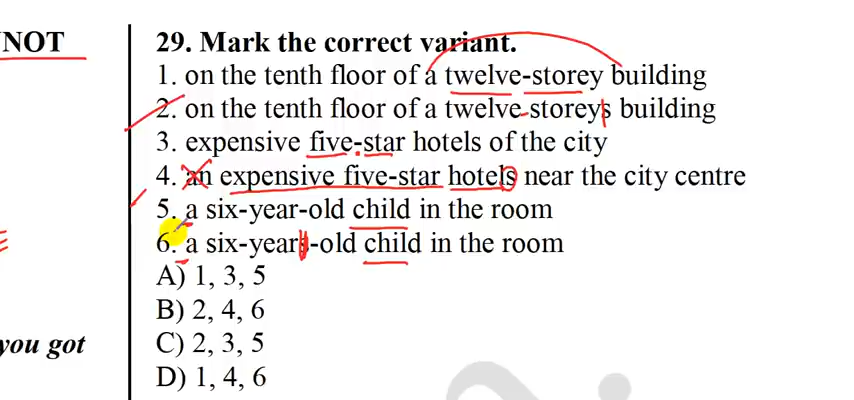 NOT
29. Mark the correct variant.
1. on the tenth floor of a twelve-storey building
2. on the tenth floor of a twelve-storeys building
3. expensive five-star hotels of the city
4. an expensive five-star hotels near the city centre
5. a six-year-old child in the room
6. a six-years-old child in the room
A) 1, 3, 5
B) 2, 4, 6
you got
C) 2, 3, 5
D) 1, 4, 6